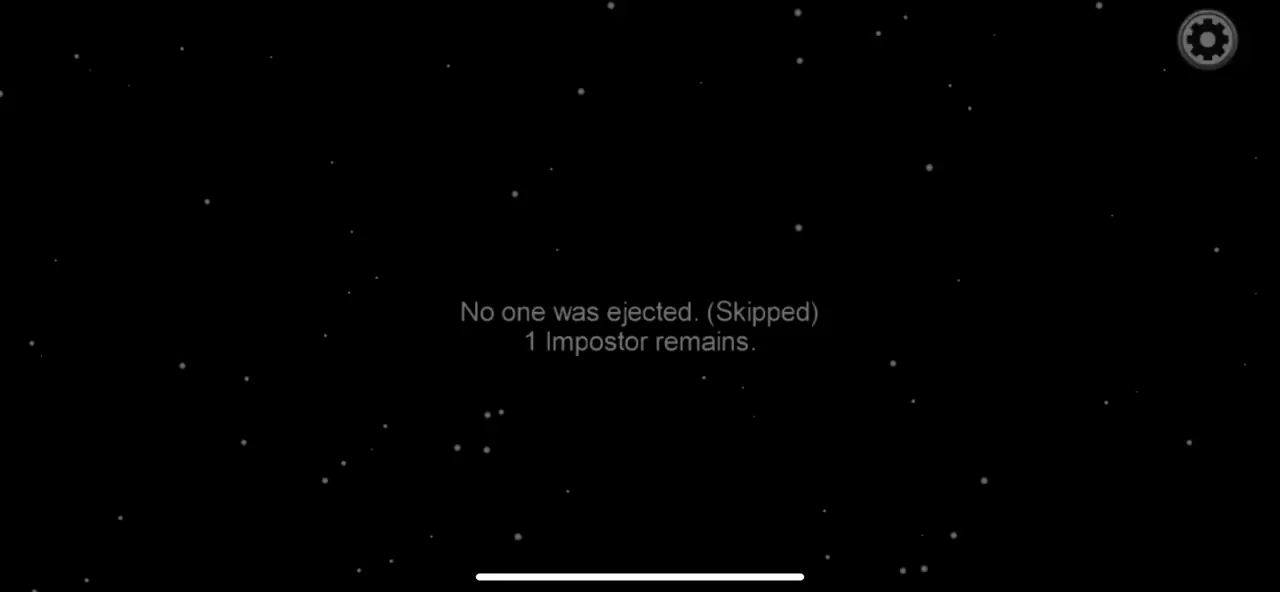 No one was ejected. (Skipped)
1 Impostor remains.